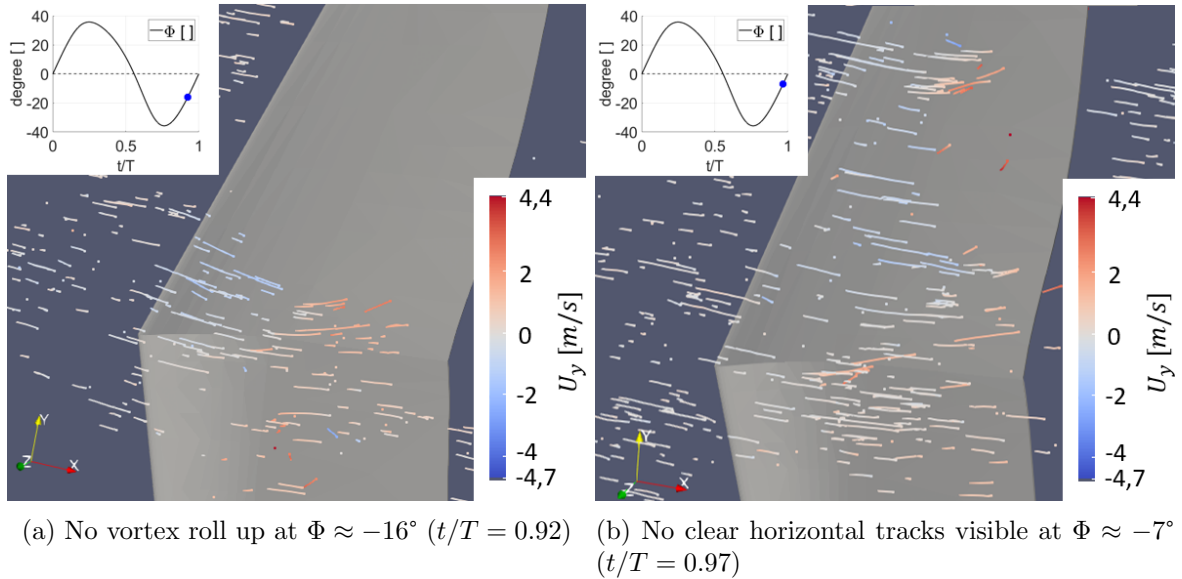 40
20
0
-20
-40
degree [ ]
Φ [ ]
0
0.5
1
t/T
4,4
2
0
-2
-4
-4,7
U_y [m/s]
Y
Z
X
40
20
0
-20
-40
degree [ ]
Φ [ ]
0
0.5
1
t/T
4,4
2
0
-2
-4
-4,7
U_y [m/s]
Y
Z
X
(a) No vortex roll up at Φ ≈ −16° (t/T = 0.92)
(b) No clear horizontal tracks visible at Φ ≈ −7°
(t/T = 0.97)